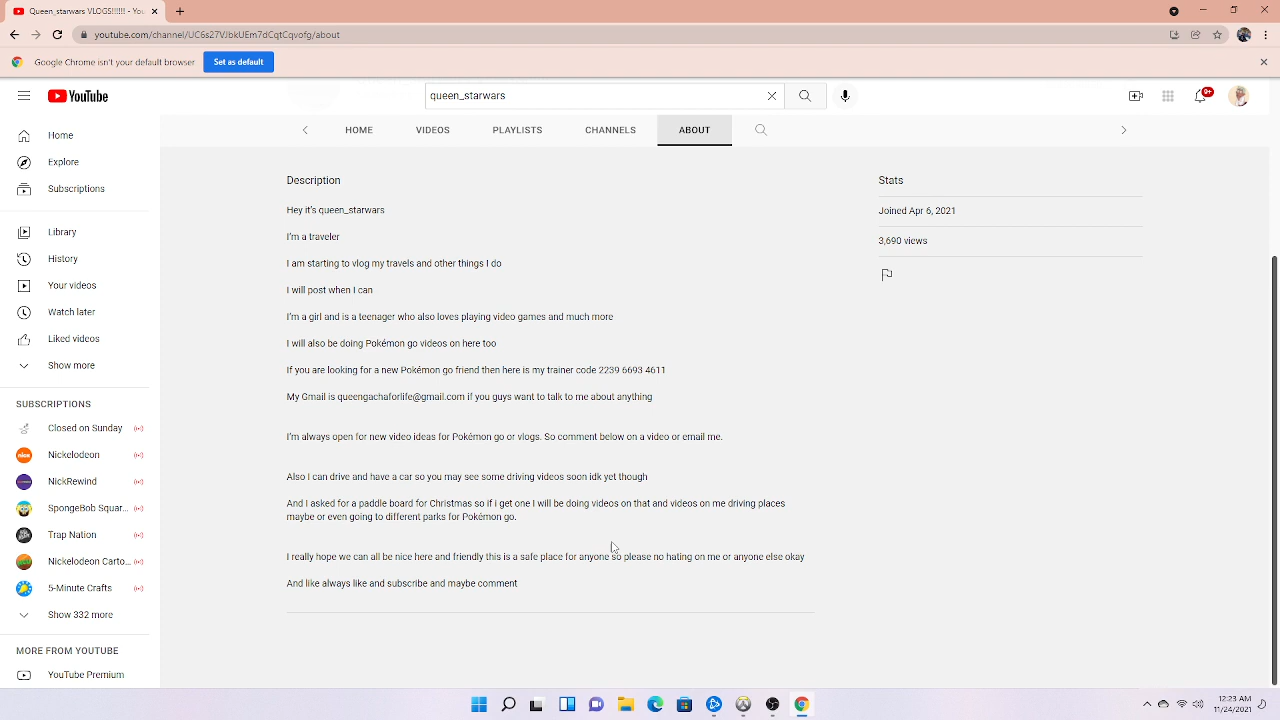 Queen_starwars VLOGS!!!!!! - You
youtube.com/channel/UC6s27VJbkUEm7dCqtCqvofg/about
Google Chrome isn't your default browser
Set as default
YouTube
queen_starwars
9+
HOME
VIDEOS
PLAYLISTS
CHANNELS
ABOUT
Home
Explore
Subscriptions
Library
History
Your videos
Watch later
Liked videos
Show more
SUBSCRIPTIONS
Closed on Sunday
Nickelodeon
NickRewind
SpongeBob Squar...
Trap Nation
Nickelodeon Carto...
5-Minute Crafts
Show 332 more
MORE FROM YOUTUBE
YouTube Premium
Description
Hey it's queen_starwars
I'm a traveler
I am starting to vlog my travels and other things I do
I will post when I can
I'm a girl and is a teenager who also loves playing video games and much more
I will also be doing Pokémon go videos on here too
If you are looking for a new Pokémon go friend then here is my trainer code 2239 6693 4611
My Gmail is queengachaforlife@gmail.com if you guys want to talk to me about anything
I'm always open for new video ideas for Pokémon go or vlogs. So comment below on a video or email me.
Also I can drive and have a car so you may see some driving videos soon idk yet though
And I asked for a paddle board for Christmas so if i get one I will be doing videos on that and videos on me driving places
maybe or even going to different parks for Pokémon go.
I really hope we can all be nice here and friendly this is a safe place for anyone so please no hating on me or anyone else okay
And like always like and subscribe and maybe comment
Stats
Joined Apr 6, 2021
3,690 views
12:23 AM
11/24/2021